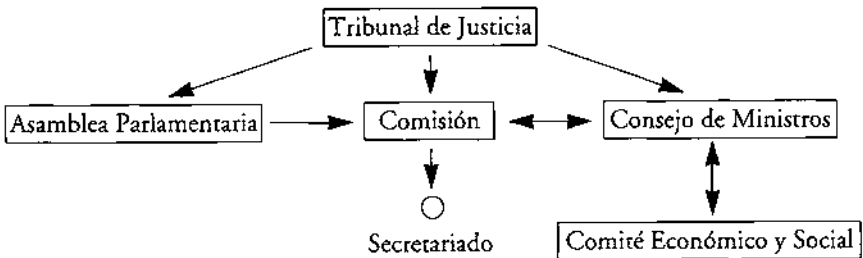 Tribunal de Justicia
Asamblea Parlamentaria
Comisión
Consejo de Ministros
Secretariado
Comité Económico y Social